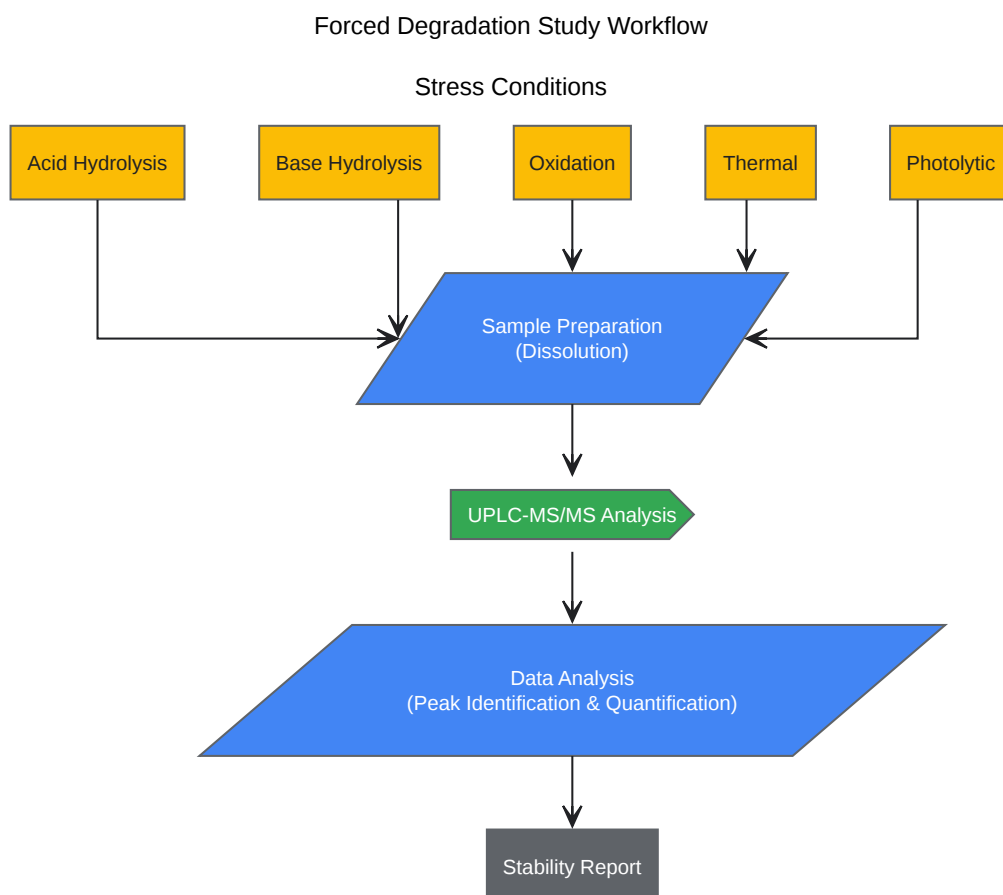 Forced Degradation Study Workflow
Stress Conditions
Acid Hydrolysis
Base Hydrolysis
Oxidation
Thermal
Photolytic
Sample Preparation
(Dissolution)
UPLC-MS/MS Analysis
Data Analysis
(Peak Identification & Quantification)
Stability Report